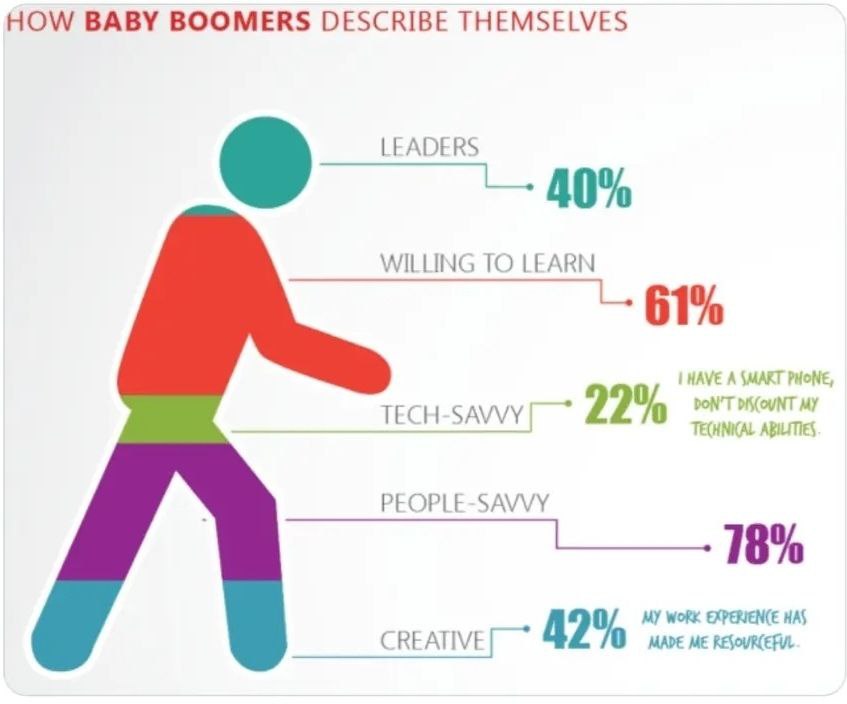 HOW BABY BOOMERS DESCRIBE THEMSELVES
LEADERS
40%
WILLING TO LEARN
61%
TECH-SAVVY
22%
I HAVE A SMART PHONE,
DON'T DISCOUNT MY
TECHNICAL ABILITIES.
PEOPLE-SAVVY
78%
CREATIVE
42%
MY WORK EXPERIENCE HAS
MADE ME RESOURCEFUL.